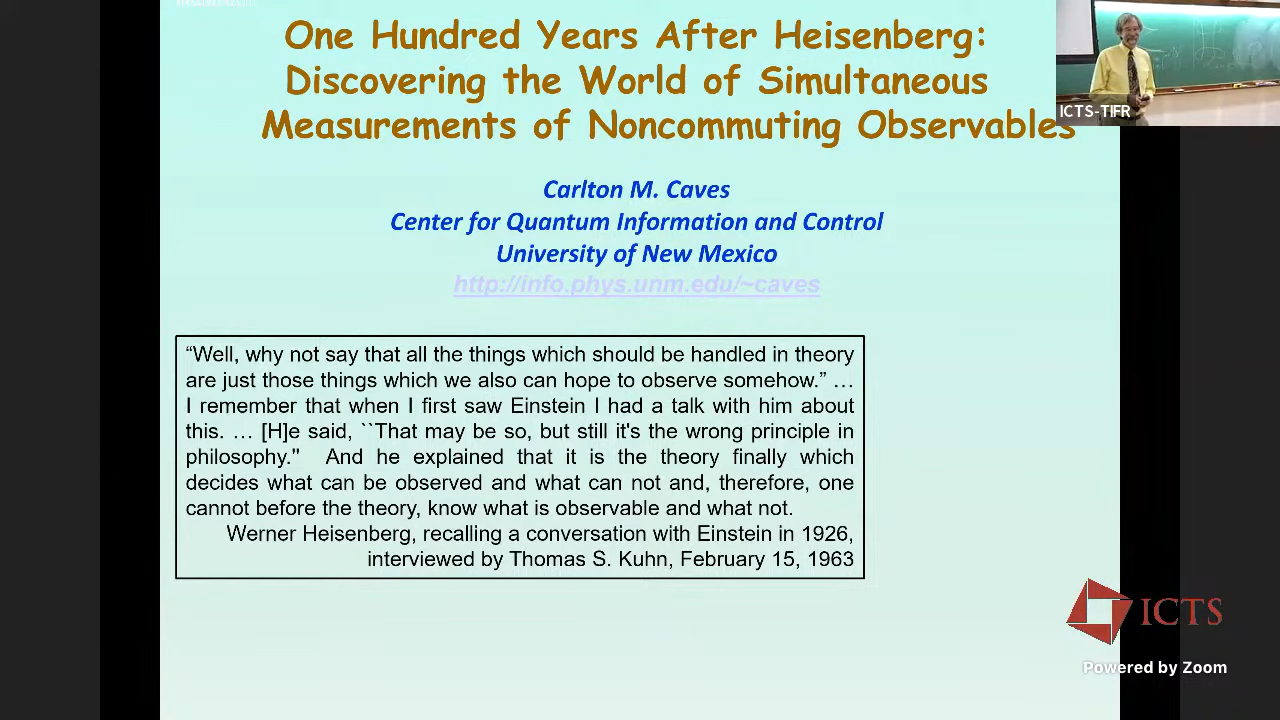 One Hundred Years After Heisenberg:
Discovering the World of Simultaneous
Measurements of Noncommuting Observables
ICTS-TIFR
Carlton M. Caves
Center for Quantum Information and Control
University of New Mexico
http://info.phys.unm.edu/~caves
“Well, why not say that all the things which should be handled in theory
are just those things which we also can hope to observe somehow.” …
I remember that when I first saw Einstein I had a talk with him about
this. … [H]e said, ``That may be so, but still it's the wrong principle in
philosophy." And he explained that it is the theory finally which
decides what can be observed and what can not and, therefore, one
cannot before the theory, know what is observable and what not.
Werner Heisenberg, recalling a conversation with Einstein in 1926,
interviewed by Thomas S. Kuhn, February 15, 1963
ICTS
Powered by Zoom